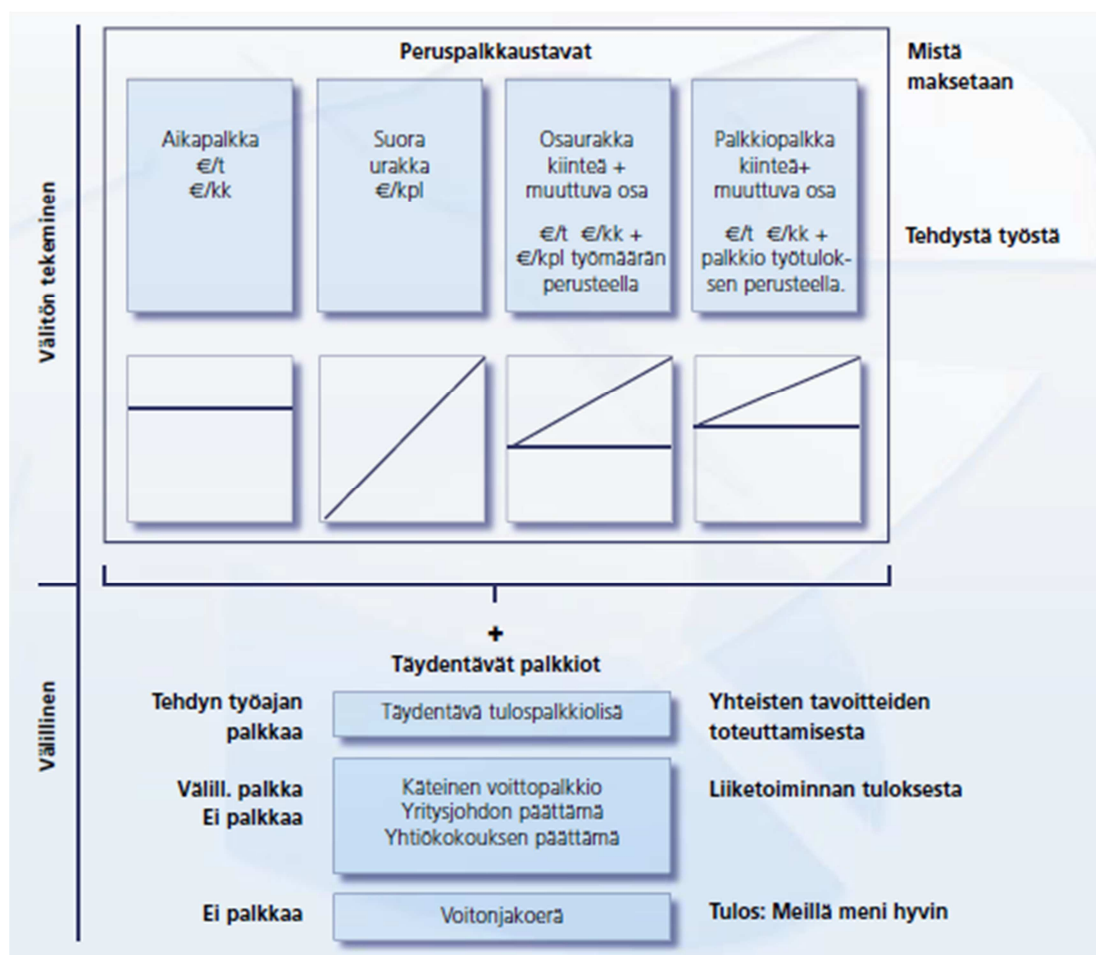 Peruspalkkaustavat
Mistä
maksetaan
Aikapalkka
€/t
€/kk
Suora
urakka
€/kpl
Osaurakka
kiinteä +
muuttuva osa
€/t €/kk +
€/kpl työmäärän
perusteella
Palkkiopalkka
kiinteä+
muuttuva osa
€/t €/kk +
palkkio työtulok-
sen perusteella.
Tehdystä työstä
Välitön tekeminen
+
Täydentävät palkkiot
Välillinen
Tehdyn työajan
palkkaa
Täydentävä tulospalkkiolisä
Yhteisten tavoitteiden
toteuttamisesta
Välill. palkka
Ei palkkaa
Käteinen voittopalkkio
Yritysjohdon päättämä
Yhtiökokouksen päättämä
Liiketoiminnan tuloksesta
Ei palkkaa
Voitonjakoerä
Tulos: Meillä meni hyvin